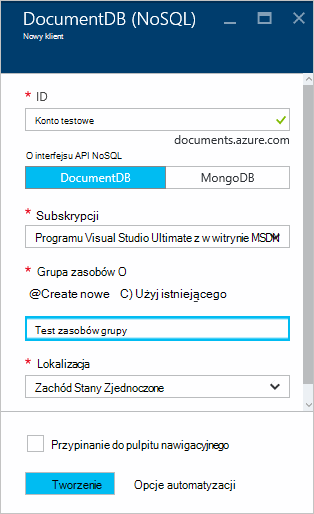 DocumentDB (NoSQL)
Nowy klient
* ID
Konto testowe
documents.azure.com
O interfejsu API NoSQL
DocumentDB MongoDB
* Subskrypcji
Programu Visual Studio Ultimate z w witrynie MSDN
* Grupa zasobów O
@Create nowe C) Użyj istniejącego
Test zasobów grupy
* Lokalizacja
Zachód Stany Zjednoczone
Przypinanie do pulpitu nawigacyjnego
Tworzenie Opcje automatyzacji